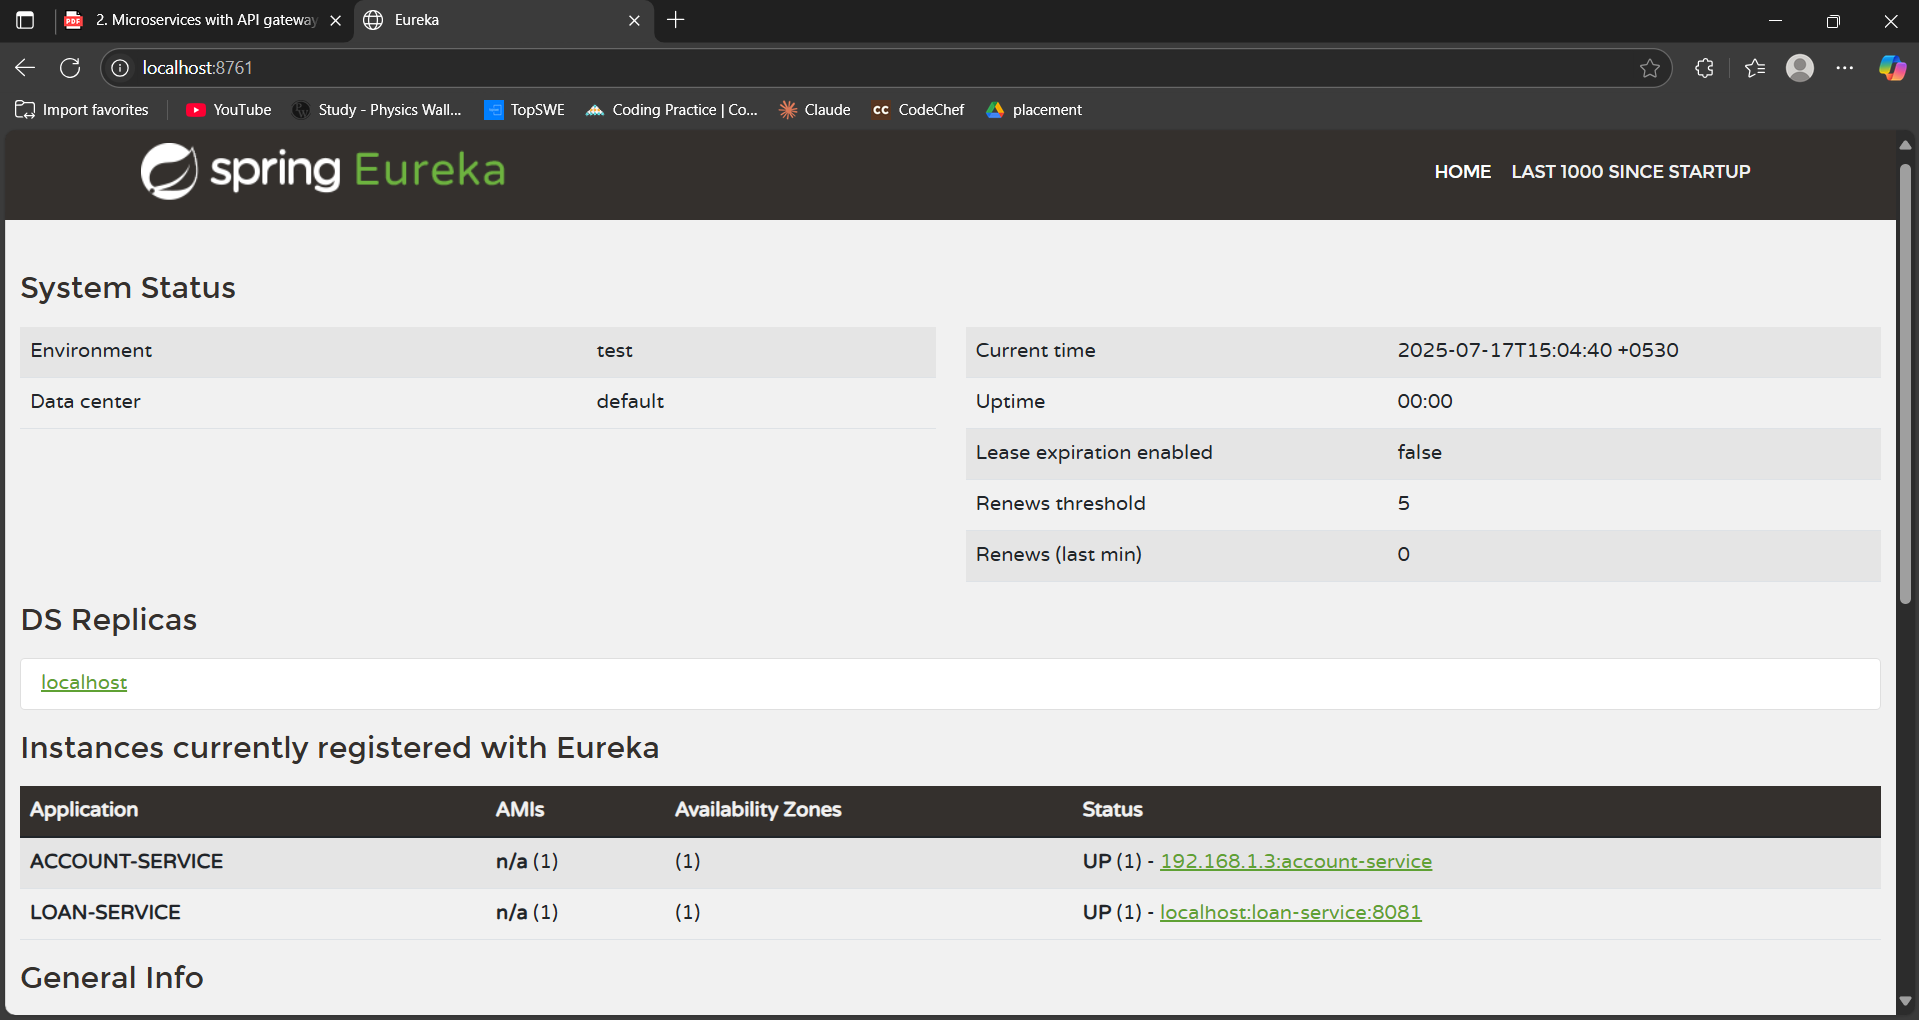 2. Microservices with API gateway
Eureka
localhost:8761
Import favorites
YouTube
Study - Physics Wall...
TopSWE
Coding Practice | Co...
Claude
CodeChef
placement
spring Eureka
HOME
LAST 1000 SINCE STARTUP
System Status
Environment test
Data center default
Current time 2025-07-17T15:04:40 +0530
Uptime 00:00
Lease expiration enabled false
Renews threshold 5
Renews (last min) 0
DS Replicas
localhost
Instances currently registered with Eureka
Application AMIs Availability Zones Status
ACCOUNT-SERVICE n/a (1) (1) UP (1) - 192.168.1.3:account-service
LOAN-SERVICE n/a (1) (1) UP (1) - localhost:loan-service:8081
General Info